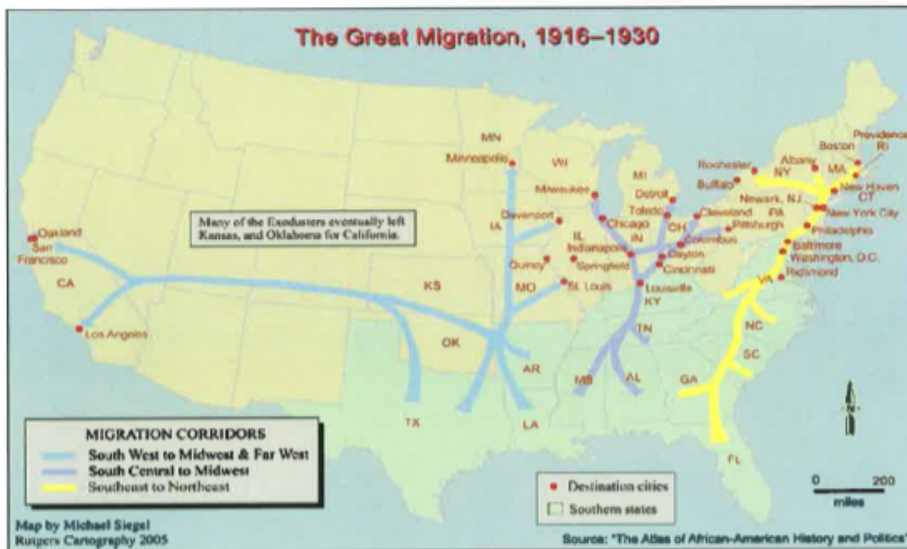 The Great Migration, 1916–1930
MN
Minneapolis
WI
Milwaukee
MI
Detroit
Rochester
Buffalo
Albany
NY
Boston
MA
Providence
RI
New Haven
CT
Newark, NJ
New York City
PA
Philadelphia
Baltimore
Washington, D.C.
Richmond
VA
Toledo
OH
Cleveland
Pittsburgh
Columbus
Dayton
Cincinnati
Chicago
IN
Indianapolis
IL
Springfield
Davenport
IA
Quincy
MO
St. Louis
Louisville
KY
Many of the Exodusters eventually left
Kansas, and Oklahoma for California.
Oakland
San
Francisco
CA
Los Angeles
KS
OK
TX
AR
LA
TN
MS
AL
NC
SC
GA
FL
MIGRATION CORRIDORS
South West to Midwest & Far West
South Central to Midwest
Southeast to Northeast
Destination cities
Southern states
N
0 200
miles
Map by Michael Siegel
Rutgers Cartography 2005
Source: "The Atlas of African-American History and Politics"